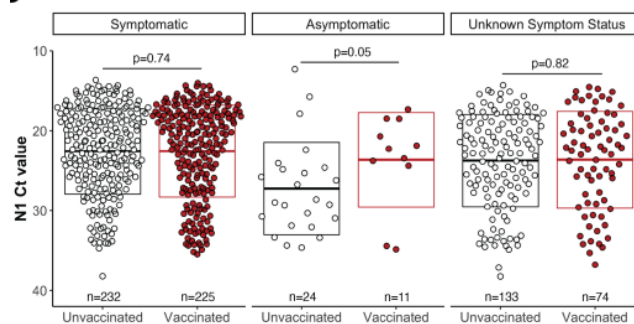 Symptomatic
Asymptomatic
Unknown Symptom Status
p=0.74
p=0.05
p=0.82
N1 Ct value
10
20
30
40
n=232
n=225
n=24
n=11
n=133
n=74
Unvaccinated
Vaccinated
Unvaccinated
Vaccinated
Unvaccinated
Vaccinated